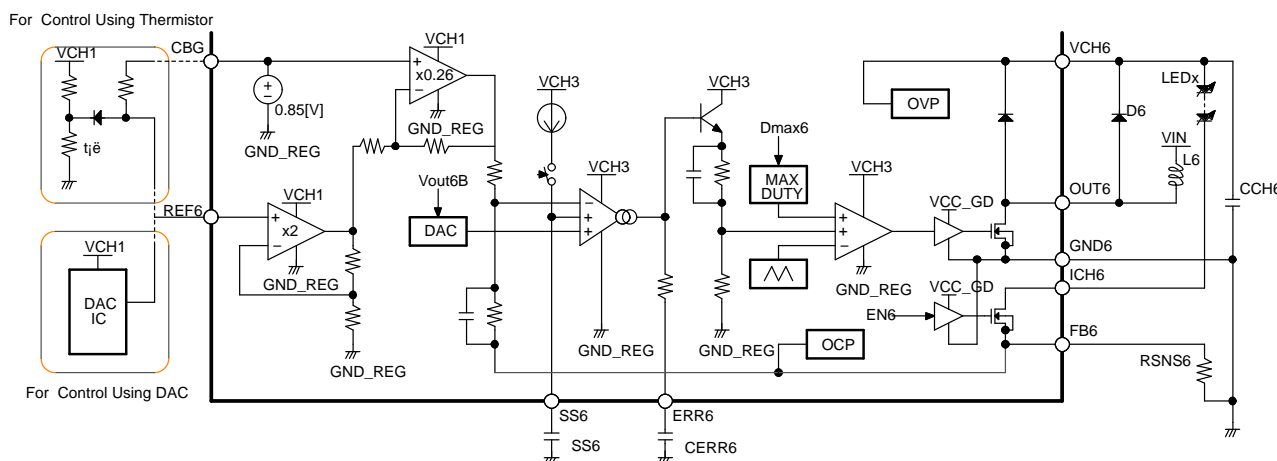 For Control Using Thermistor
VCH1
CBG
t¡ë
0.85[V]
GND_REG
VCH1
x0.26
GND_REG
VCH3
VCH3
Dmax6
MAX
DUTY
VCH3
OVP
VCH6
LEDx
D6
VIN
L6
OUT6
CCH6
REF6
VCH1
x2
GND_REG
GND_REG
Vout6B
DAC
VCH3
GND_REG
GND_REG
GND_REG
VCC_GD
GND6
VCC_GD
ICH6
EN6
FB6
OCP
RSNS6
VCH1
DAC
IC
For Control Using DAC
SS6
SS6
ERR6
CERR6